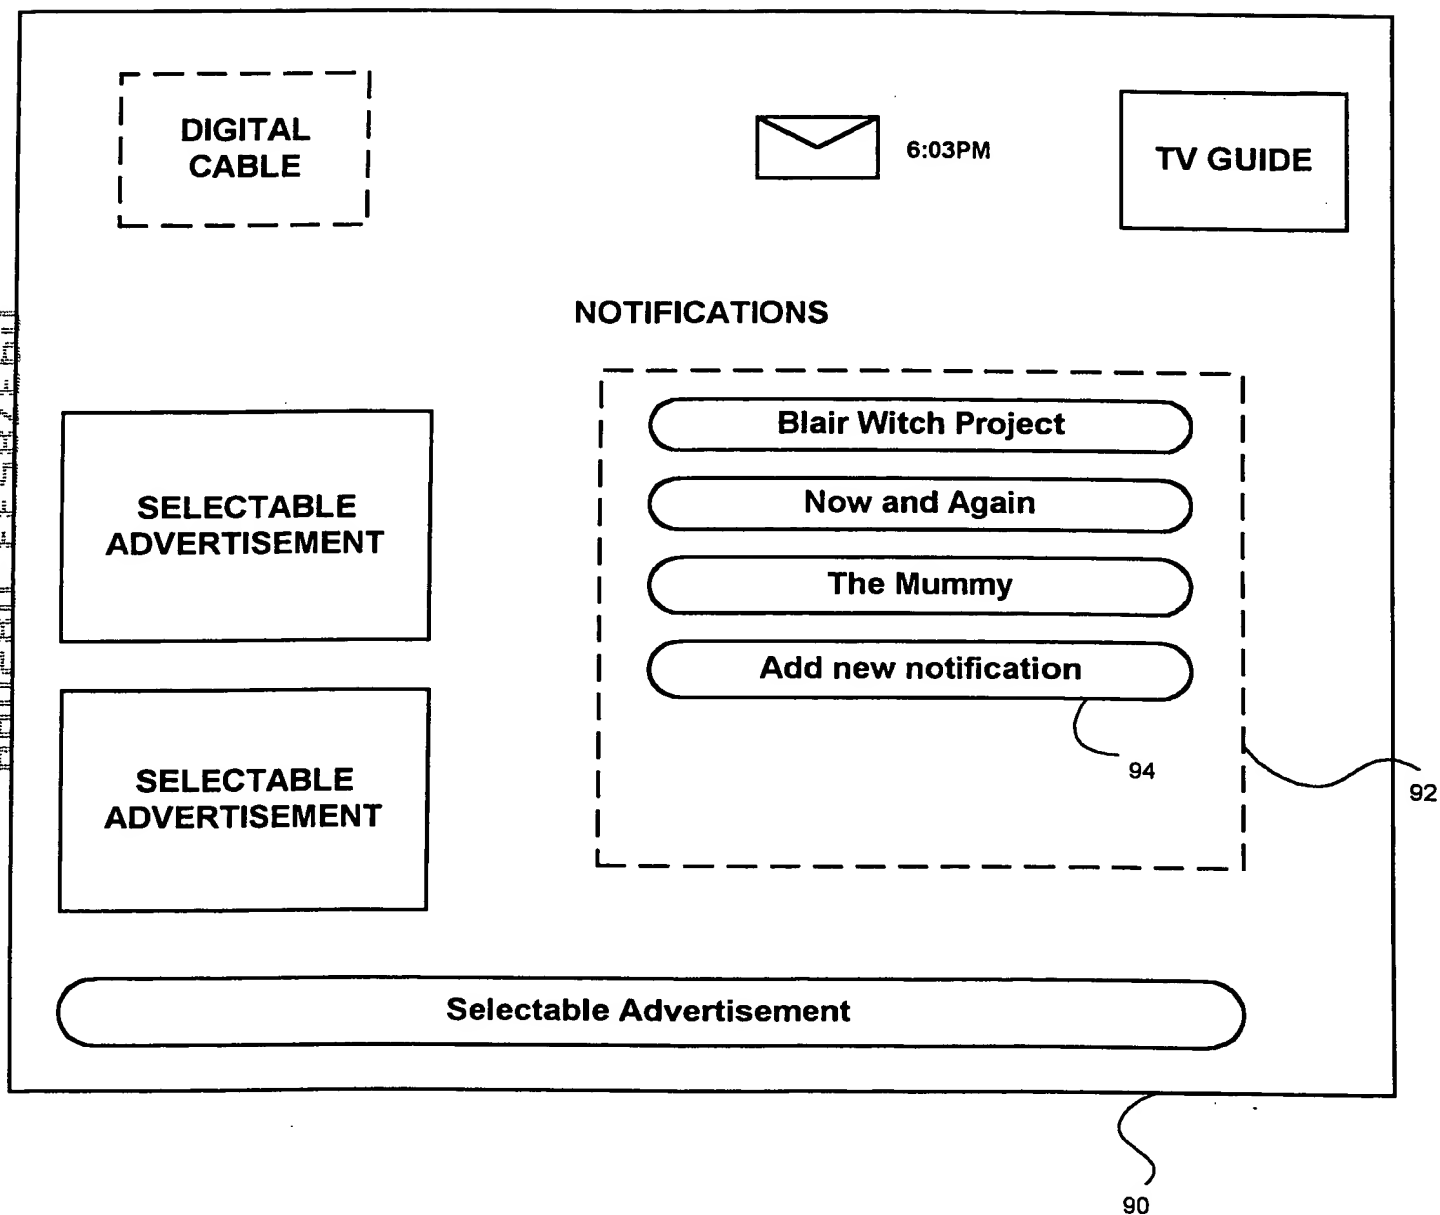 DIGITAL
CABLE
6:03PM
TV GUIDE
NOTIFICATIONS
SELECTABLE
ADVERTISEMENT
SELECTABLE
ADVERTISEMENT
Blair Witch Project
Now and Again
The Mummy
Add new notification
94
92
Selectable Advertisement
90